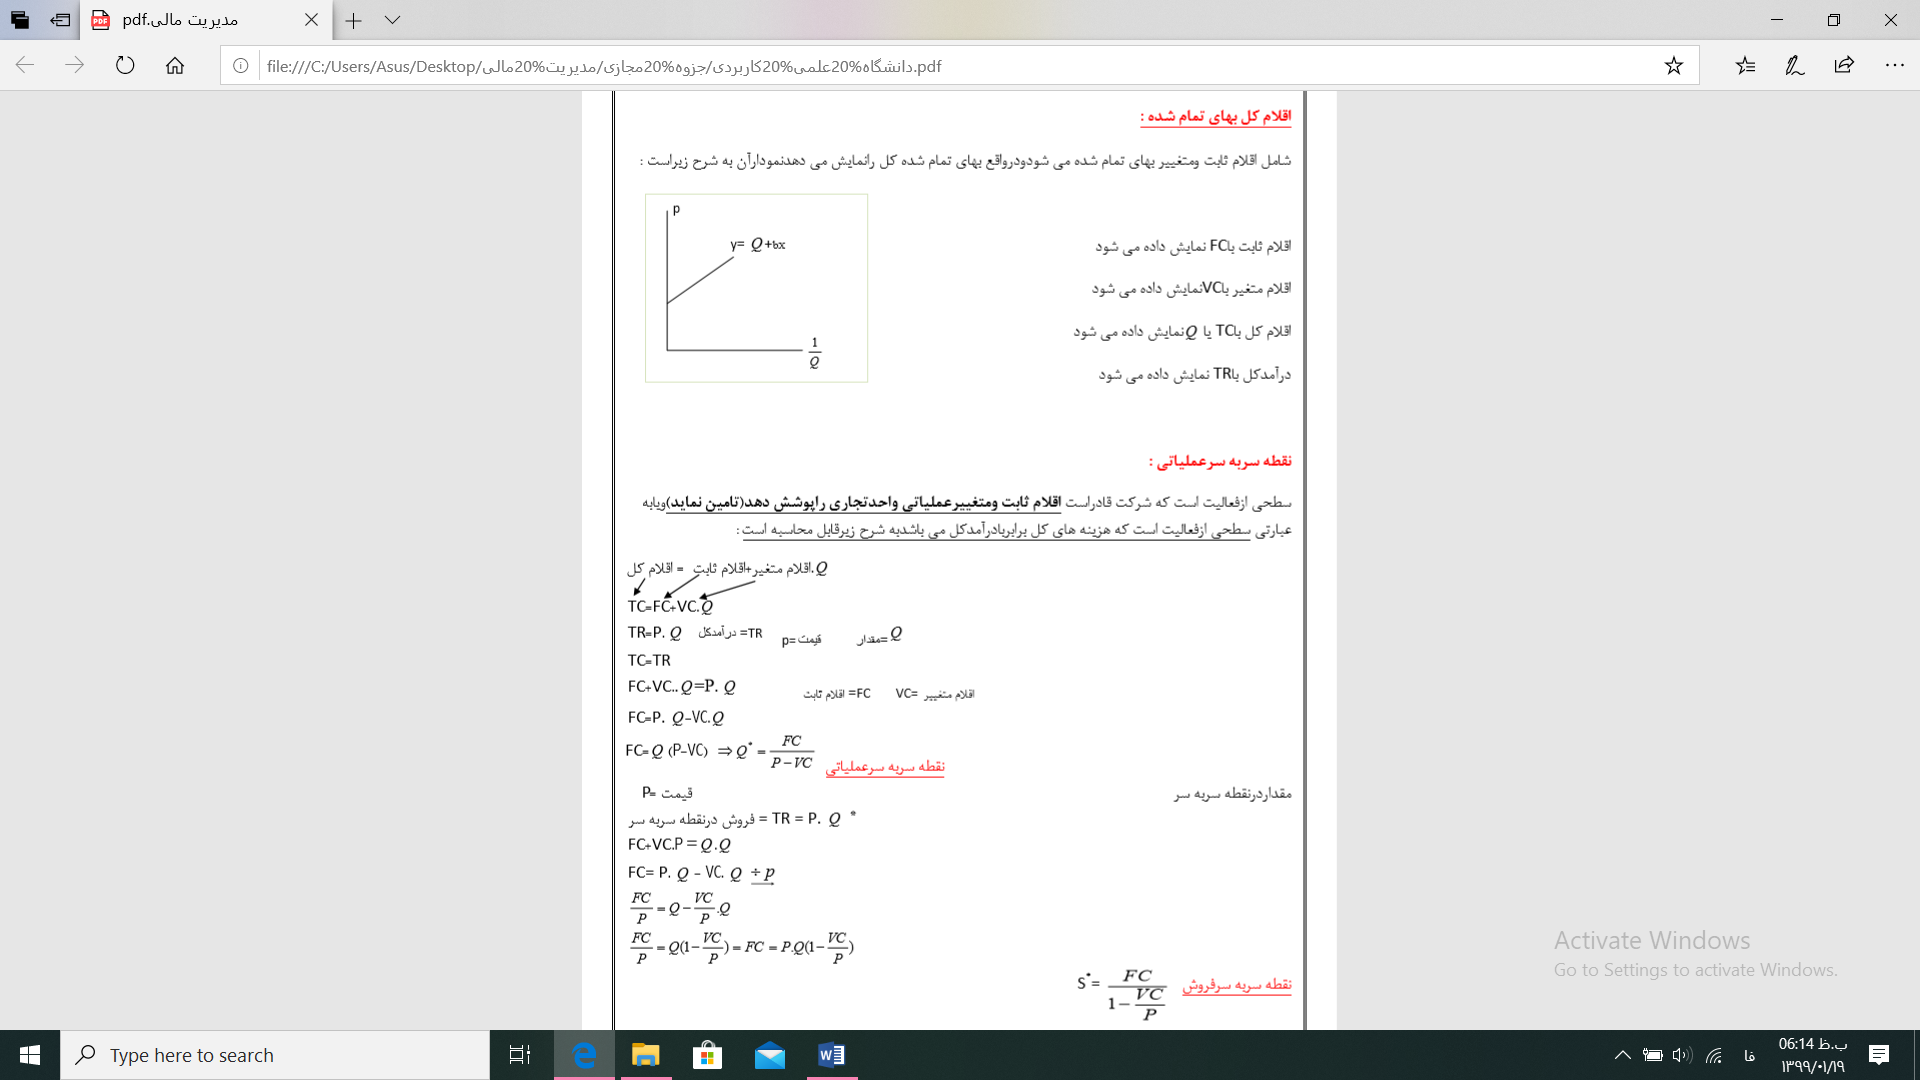 مدیریت مالی.pdf
file:///C:/Users/Asus/Desktop/دانشگاه%20علمی%20کاربردی/جزوه%20مجازی/مدیریت%20مالی.pdf
اقلام کل بهای تمام شده :
شامل اقلام ثابت ومتغییر بهای تمام شده می شودودرواقع بهای تمام شده کل رانمایش می دهدنمودارآن به شرح زیراست :
p
y= Q+bx
1/Q
اقلام ثابت باFC نمایش داده می شود
اقلام متغیر باVCنمایش داده می شود
اقلام کل باTC یا Qنمایش داده می شود
درآمدکل باTR نمایش داده می شود
نقطه سربه سرعملیاتی :
سطحی ازفعالیت است که شرکت قادراست اقلام ثابت ومتغییرعملیاتی واحدتجاری راپوشش دهد(تامین نماید)ویابه
عبارتی سطحی ازفعالیت است که هزینه های کل برابربادرآمدکل می باشدبه شرح زیرقابل محاسبه است :
اقلام کل = اقلام ثابت+اقلام متغیر.Q
TC=FC+VC.Q
TR=P. Q درآمدکل =TR قیمت =p مقدار= Q
TC=TR
FC+VC..Q=P. Q اقلام ثابت =FC VC= اقلام متغییر
FC=P. Q-VC.Q
FC=Q (P-VC) ⇒ Q* = FC/(P-VC) نقطه سربه سرعملیاتی
مقداردرنقطه سربه سر P= قیمت
فروش درنقطه سربه سر = TR = P. Q *
FC+VC.P = Q.Q
FC= P. Q - VC. Q ÷ p
FC/P = Q - VC/P .Q
FC/P = Q(1 - VC/P) = FC = P.Q(1 - VC/P)
نقطه سربه سرفروش S* = FC/(1 - VC/P)
Activate Windows
Go to Settings to activate Windows.
Type here to search
فا
06:14 ب.ظ
۱۳۹۹/۰۱/۱۹